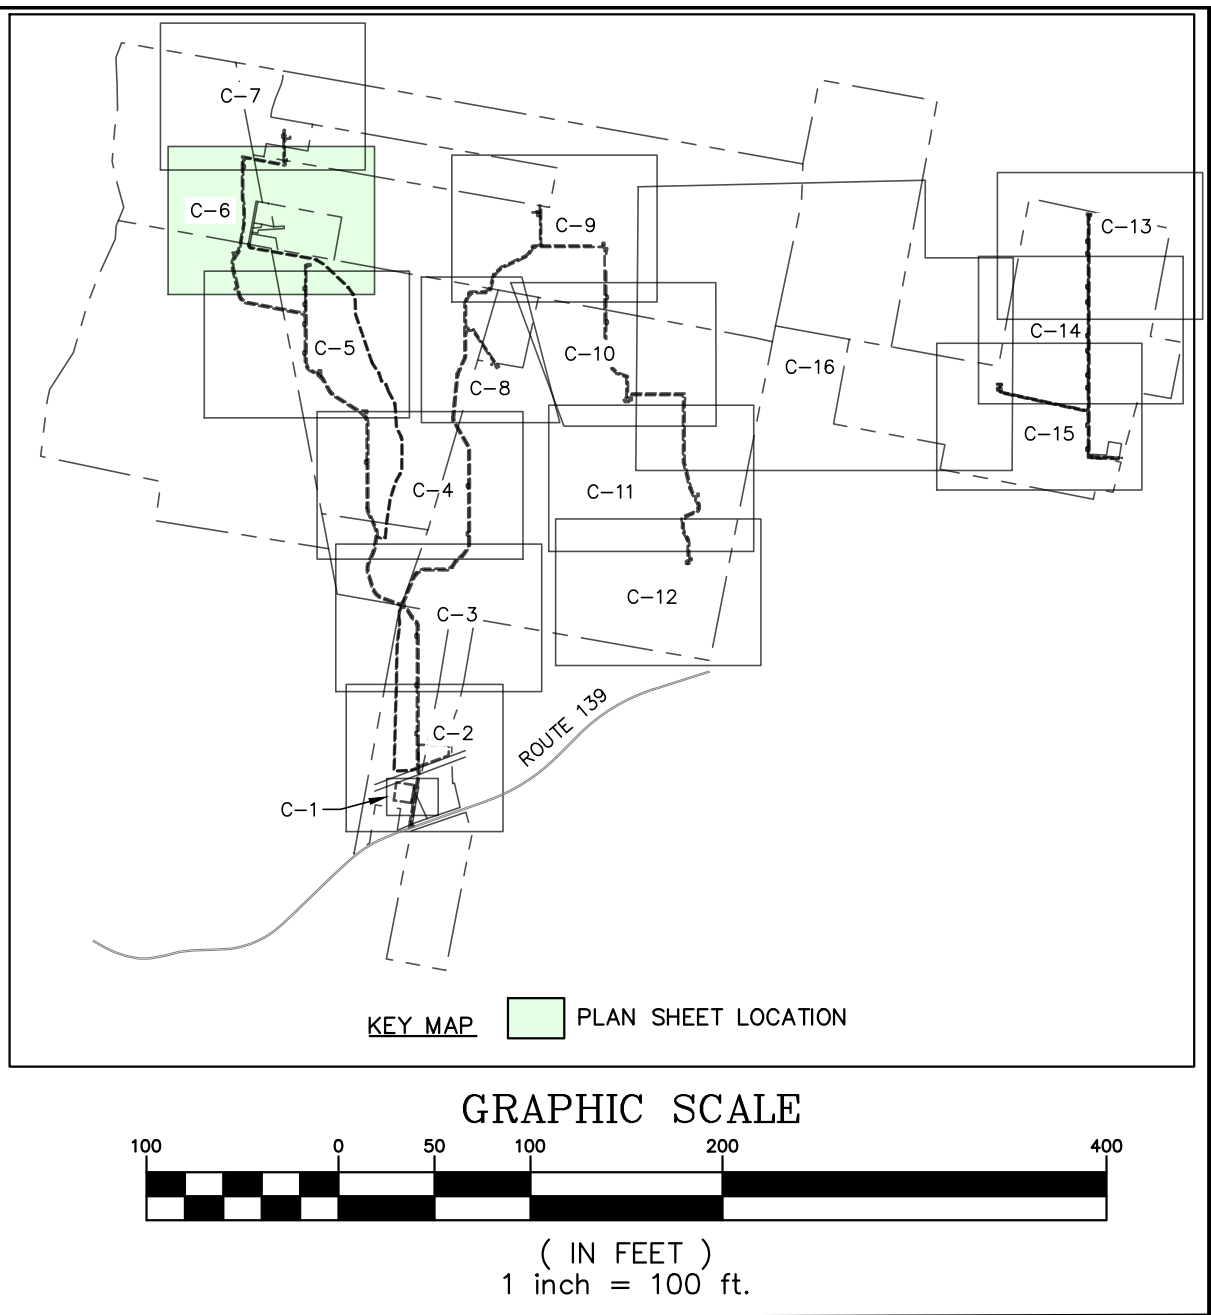 C-7
C-6
C-9
C-13
C-14
C-5
C-10
C-16
C-8
C-15
C-4
C-11
C-12
C-3
ROUTE 139
C-2
C-1
KEY MAP
PLAN SHEET LOCATION
GRAPHIC SCALE
100 0 50 100 200 400
( IN FEET )
1 inch = 100 ft.